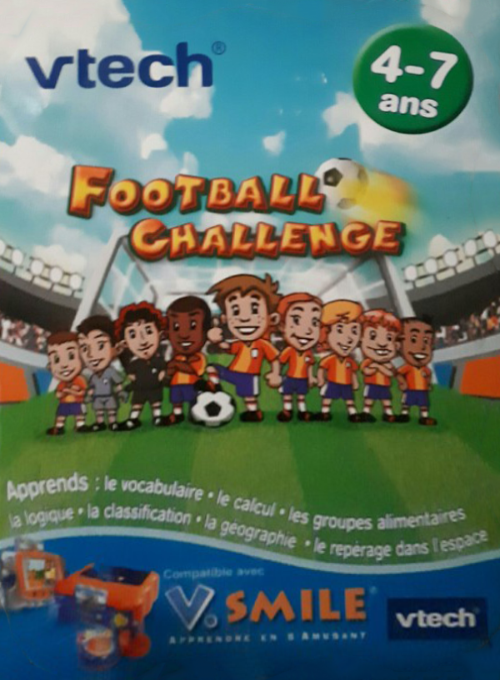 vtech®
4-7
ans
FOOTBALL
CHALLENGE
Apprends : le vocabulaire • le calcul • les groupes alimentaires
la logique • la classification • la géographie • le repérage dans l'espace
Compatible avec
V.SMILE®
APPRENDRE EN S'AMUSANT
vtech®